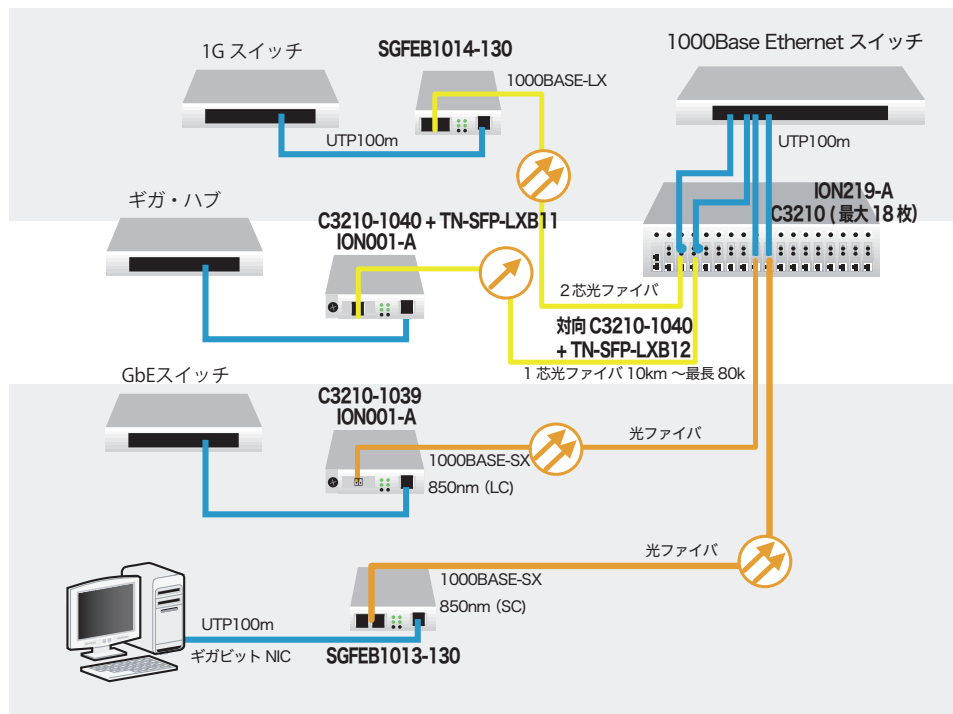 1G スイッチ
SGFEB1014-130
1000BASE-LX
UTP100m
1000Base Ethernet スイッチ
UTP100m
ION219-A
C3210 ( 最大 18 枚)
ギガ・ハブ
C3210-1040 + TN-SFP-LXB11
ION001-A
2芯光ファイバ
対向 C3210-1040
+ TN-SFP-LXB12
1 芯光ファイバ 10km ～最長 80k
GbEスイッチ
C3210-1039
ION001-A
1000BASE-SX
850nm (LC)
光ファイバ
光ファイバ
1000BASE-SX
850nm (SC)
UTP100m
ギガビット NIC
SGFEB1013-130